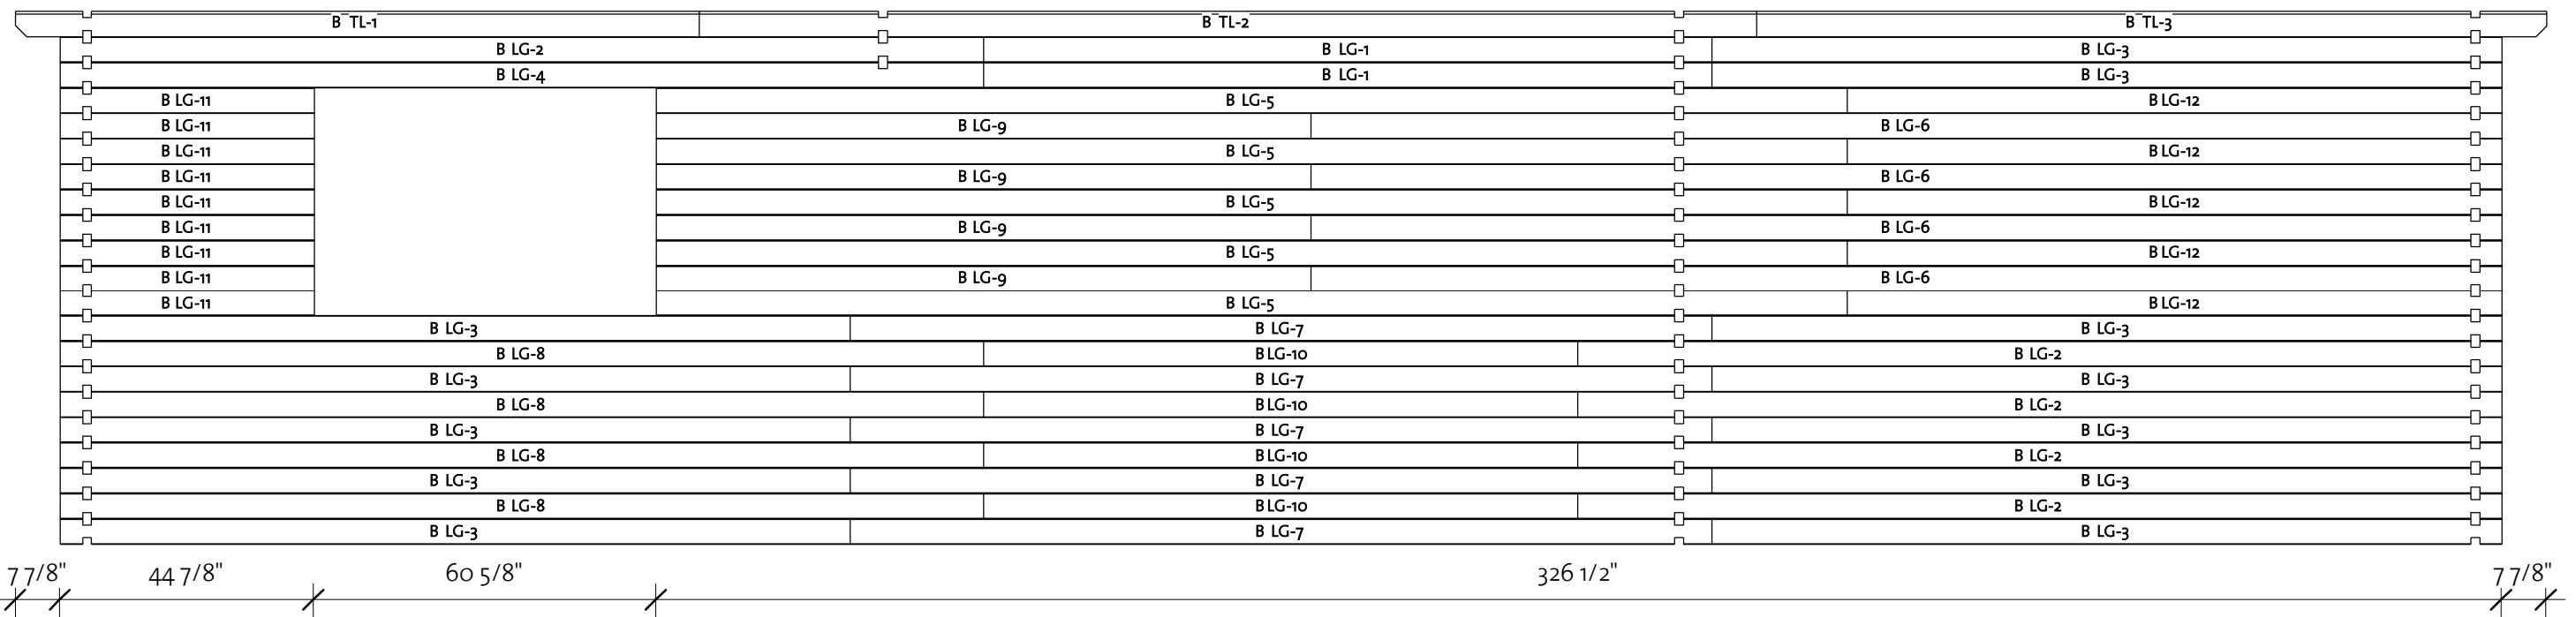 B TL-1 B TL-2 B TL-3
B LG-2 B LG-1 B LG-3
B LG-4 B LG-1 B LG-3
B LG-11 B LG-5 B LG-12
B LG-11 B LG-9 B LG-6
B LG-11 B LG-5 B LG-12
B LG-11 B LG-9 B LG-6
B LG-11 B LG-5 B LG-12
B LG-11 B LG-9 B LG-6
B LG-11 B LG-5 B LG-12
B LG-11 B LG-9 B LG-6
B LG-11 B LG-5 B LG-12
B LG-3 B LG-7 B LG-3
B LG-8 B LG-10 B LG-2
B LG-3 B LG-7 B LG-3
B LG-8 B LG-10 B LG-2
B LG-3 B LG-7 B LG-3
B LG-8 B LG-10 B LG-2
B LG-3 B LG-7 B LG-3
B LG-8 B LG-10 B LG-2
B LG-3 B LG-7 B LG-3
7 7/8" 44 7/8" 60 5/8" 326 1/2" 7 7/8"